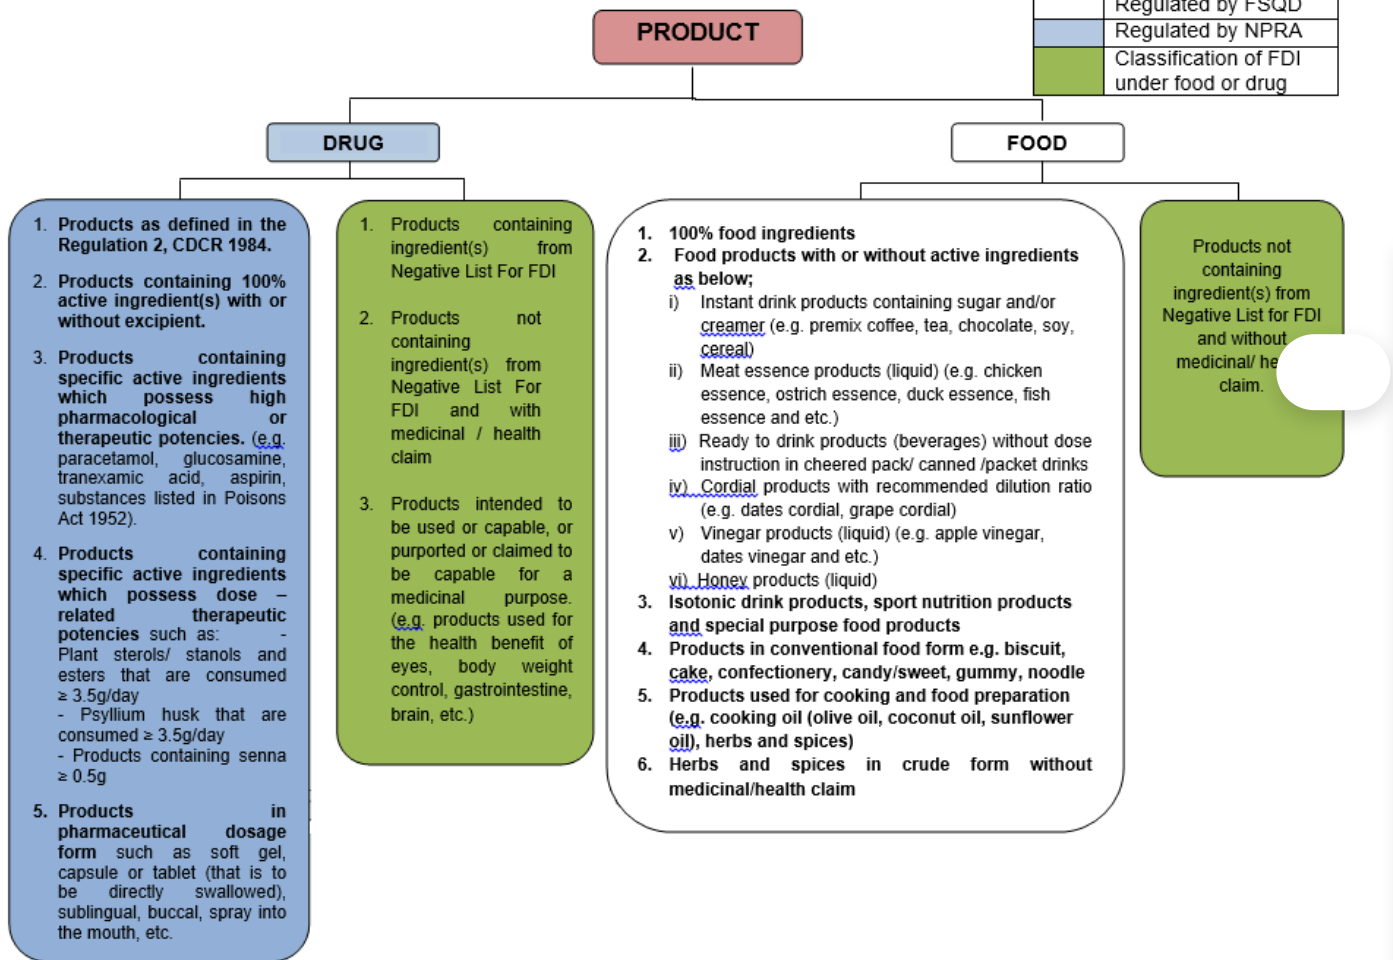 PRODUCT
Regulated by FSQD
Regulated by NPRA
Classification of FDI
under food or drug
DRUG
FOOD
1. Products as defined in the
Regulation 2, CDCR 1984.
2. Products containing 100%
active ingredient(s) with or
without excipient.
3. Products containing
specific active ingredients
which possess high
pharmacological or
therapeutic potencies. (e.g.
paracetamol, glucosamine,
tranexamic acid, aspirin,
substances listed in Poisons
Act 1952).
4. Products containing
specific active ingredients
which possess dose –
related therapeutic
potencies such as: -
Plant sterols/ stanols and
esters that are consumed
≥ 3.5g/day
- Psyllium husk that are
consumed ≥ 3.5g/day
- Products containing senna
≥ 0.5g
5. Products in
pharmaceutical dosage
form such as soft gel,
capsule or tablet (that is to
be directly swallowed),
sublingual, buccal, spray into
the mouth, etc.
1. Products containing
ingredient(s) from
Negative List For FDI
2. Products not
containing
ingredient(s) from
Negative List For
FDI and with
medicinal / health
claim
3. Products intended to
be used or capable, or
purported or claimed to
be capable for a
medicinal purpose.
(e.g. products used for
the health benefit of
eyes, body weight
control, gastrointestine,
brain, etc.)
1. 100% food ingredients
2. Food products with or without active ingredients
as below;
i) Instant drink products containing sugar and/or
creamer (e.g. premix coffee, tea, chocolate, soy,
cereal)
ii) Meat essence products (liquid) (e.g. chicken
essence, ostrich essence, duck essence, fish
essence and etc.)
iii) Ready to drink products (beverages) without dose
instruction in cheered pack/ canned /packet drinks
iv) Cordial products with recommended dilution ratio
(e.g. dates cordial, grape cordial)
v) Vinegar products (liquid) (e.g. apple vinegar,
dates vinegar and etc.)
vi) Honey products (liquid)
3. Isotonic drink products, sport nutrition products
and special purpose food products
4. Products in conventional food form e.g. biscuit,
cake, confectionery, candy/sweet, gummy, noodle
5. Products used for cooking and food preparation
(e.g. cooking oil (olive oil, coconut oil, sunflower
oil), herbs and spices)
6. Herbs and spices in crude form without
medicinal/health claim
Products not
containing
ingredient(s) from
Negative List for FDI
and without
medicinal/
claim.